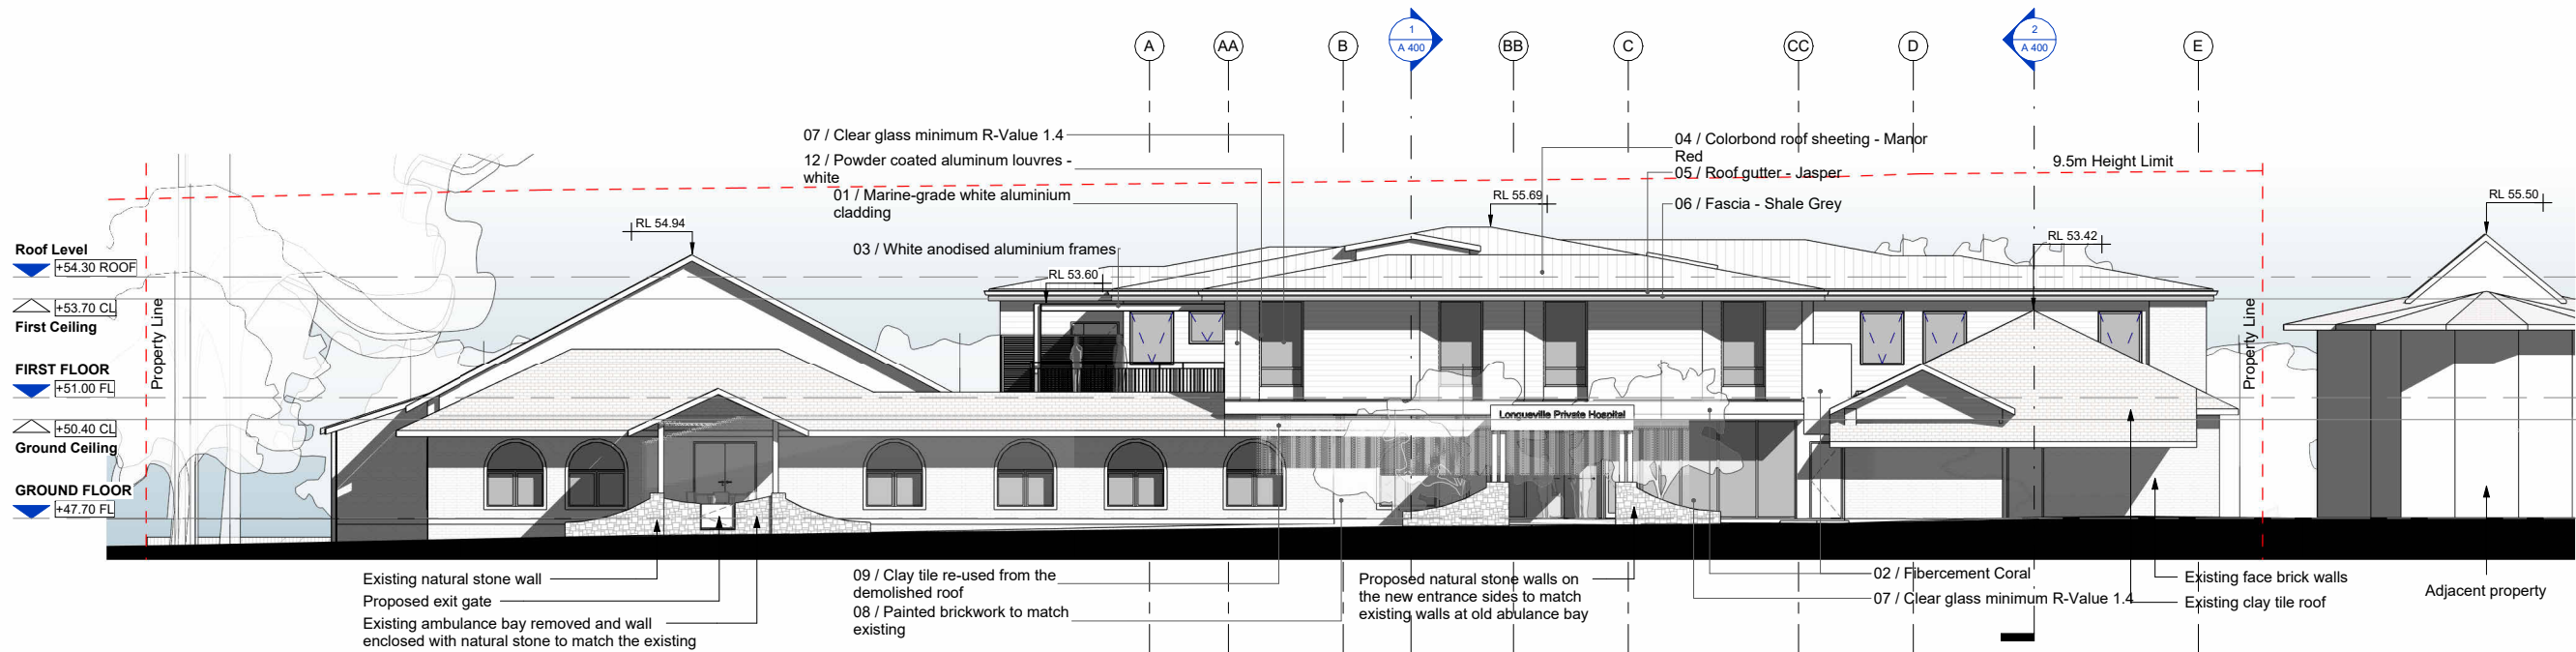 A
AA
B
1
A 400
BB
C
CC
D
2
A 400
E
07 / Clear glass minimum R-Value 1.4
12 / Powder coated aluminum louvres -
white
01 / Marine-grade white aluminium
cladding
03 / White anodised aluminium frames
04 / Colorbond roof sheeting - Manor
Red
05 / Roof gutter - Jasper
06 / Fascia - Shale Grey
9.5m Height Limit
RL 54.94
RL 53.60
RL 55.69
RL 53.42
RL 55.50
Roof Level
+54.30 ROOF
+53.70 CL
First Ceiling
FIRST FLOOR
+51.00 FL
+50.40 CL
Ground Ceiling
GROUND FLOOR
+47.70 FL
Property Line
Property Line
Longueville Private Hospital
Existing natural stone wall
Proposed exit gate
Existing ambulance bay removed and wall
enclosed with natural stone to match the existing
09 / Clay tile re-used from the
demolished roof
08 / Painted brickwork to match
existing
Proposed natural stone walls on
the new entrance sides to match
existing walls at old abulance bay
02 / Fibercement Coral
07 / Clear glass minimum R-Value 1.4
Existing face brick walls
Existing clay tile roof
Adjacent property